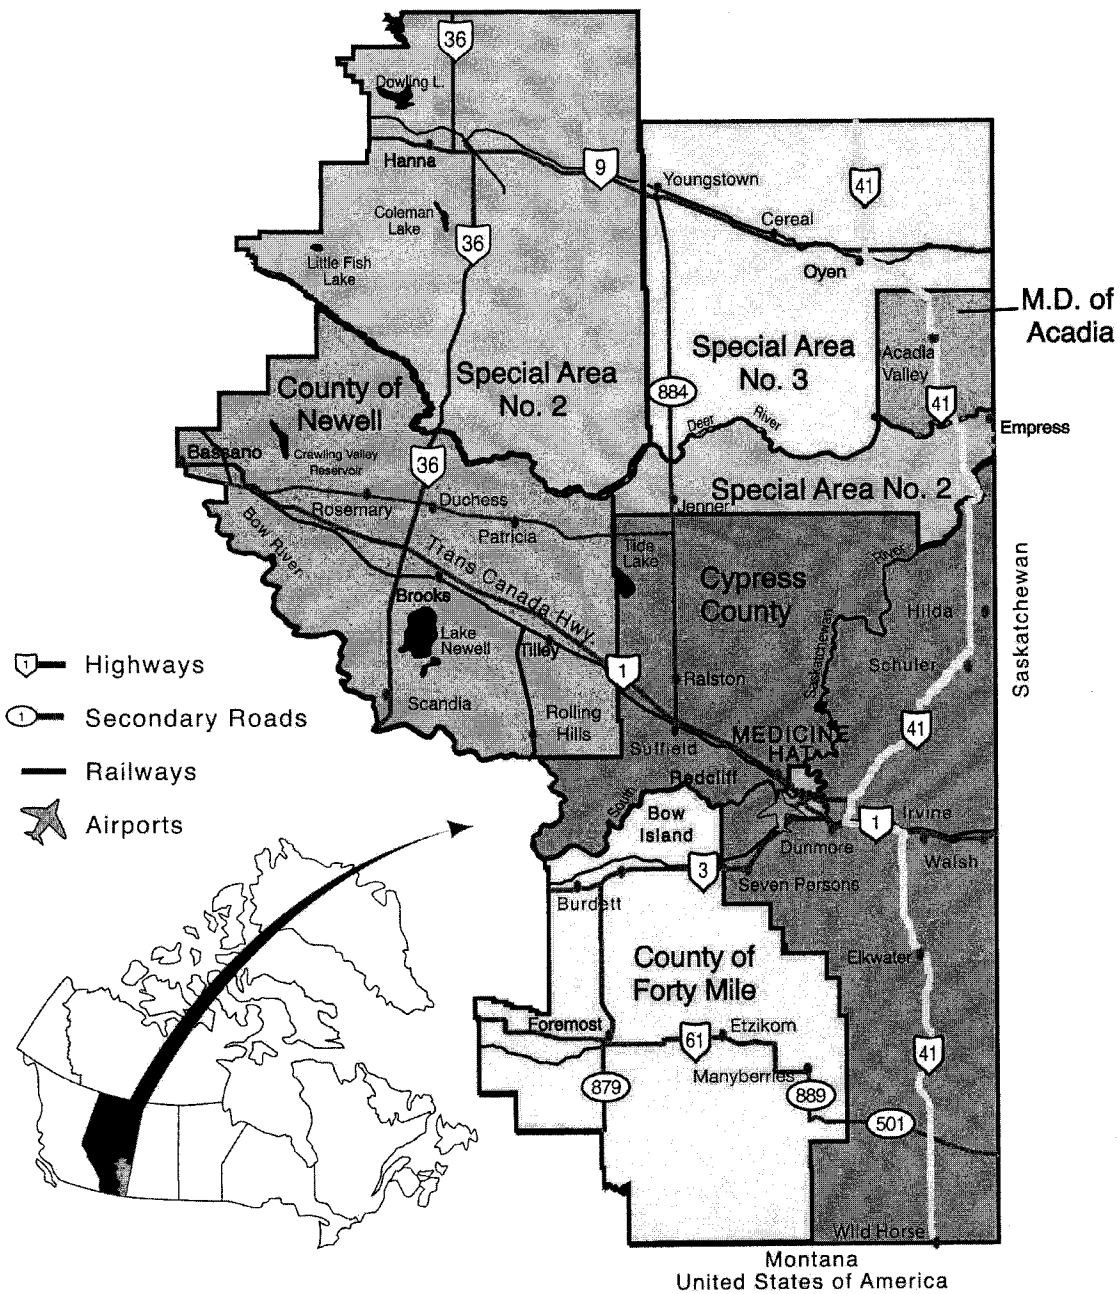 36
Dowling L.
Hanna
9
Youngstown
41
Cereal
Coleman
Lake
36
Little Fish
Lake
Oyen
M.D. of
Acadia
Special Area
No. 3
Acadia
Valley
County of
Newell
Special Area
No. 2
884
41
Deer
River
Empress
Bassano
Crawling Valley
Reservoir
36
Special Area No. 2
Duchess
Rosemary
Jenner
Patricia
Bow River
Trans Canada Hwy.
Tide
Lake
River
Cypress
County
Saskatchewan
Hilda
Brooks
Lake
Newell
Tilley
Saskatchewan
Schuler
1 Highways
1
Ralston
Scandia
Rolling
Hills
1 Secondary Roads
41
Suffield
MEDICINE
HAT
Railways
Redcliff
South
Bow
Island
Irvine
1
Airports
Dunmore
Walsh
3
Seven Persons
Burdett
County of
Forty Mile
Elkwater
Foremost
61
Etzikom
41
Manyberries
879
889
501
Wild Horse
Montana
United States of America